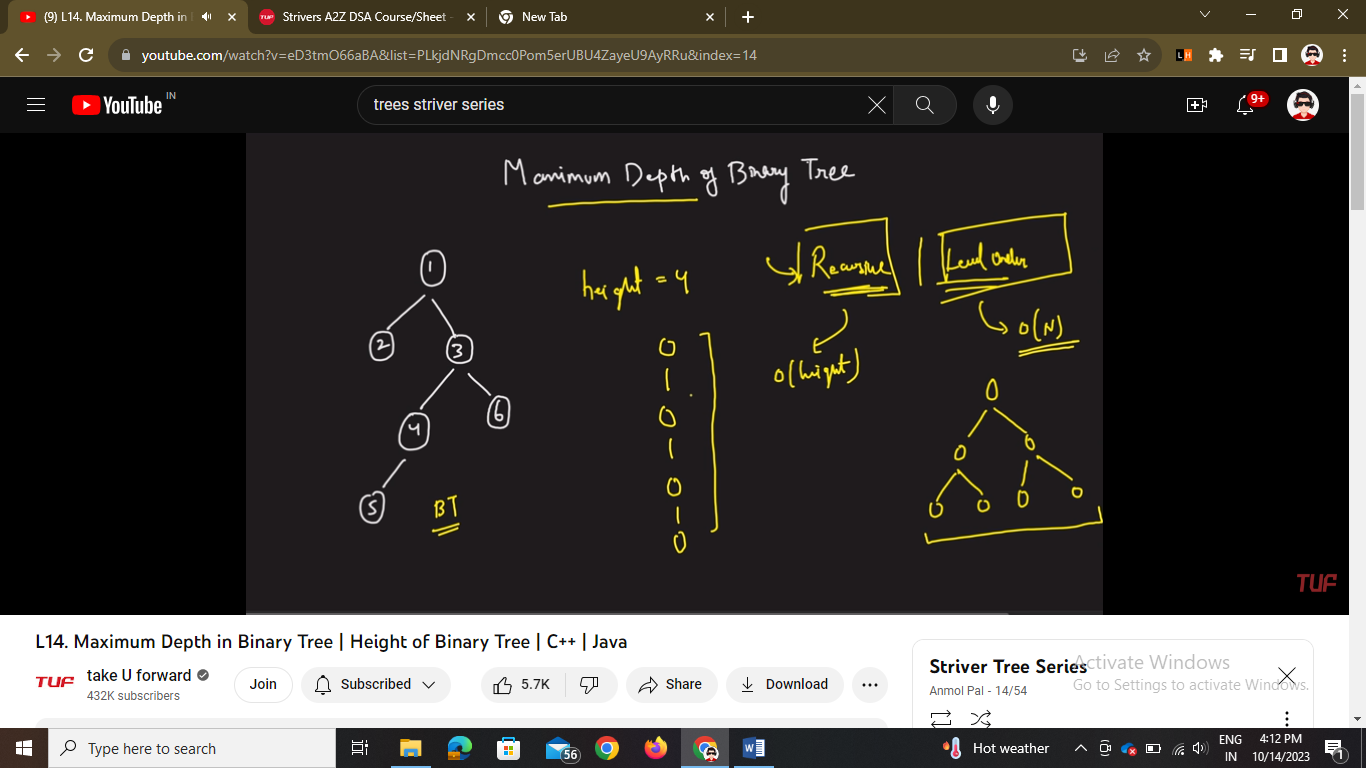 (9) L14. Maximum Depth in
Strivers A2Z DSA Course/Sheet -
New Tab
youtube.com/watch?v=eD3tmO66aBA&list=PLkjdNRgDmcc0Pom5erUBU4ZayeU9AyRRu&index=14
LH
YouTube IN
trees striver series
9+
Maximum Depth of Binary Tree
height = 4
Recursive | Level Order
O(height)
O(N)
1
2
3
4
6
5
BT
TUF
L14. Maximum Depth in Binary Tree | Height of Binary Tree | C++ | Java
TUF
take U forward
432K subscribers
Join
Subscribed
5.7K
Share
Download
Striver Tree Series
Anmol Pal - 14/54
Activate Windows
Go to Settings to activate Windows.
Type here to search
56
Hot weather
ENG
IN
4:12 PM
10/14/2023
1